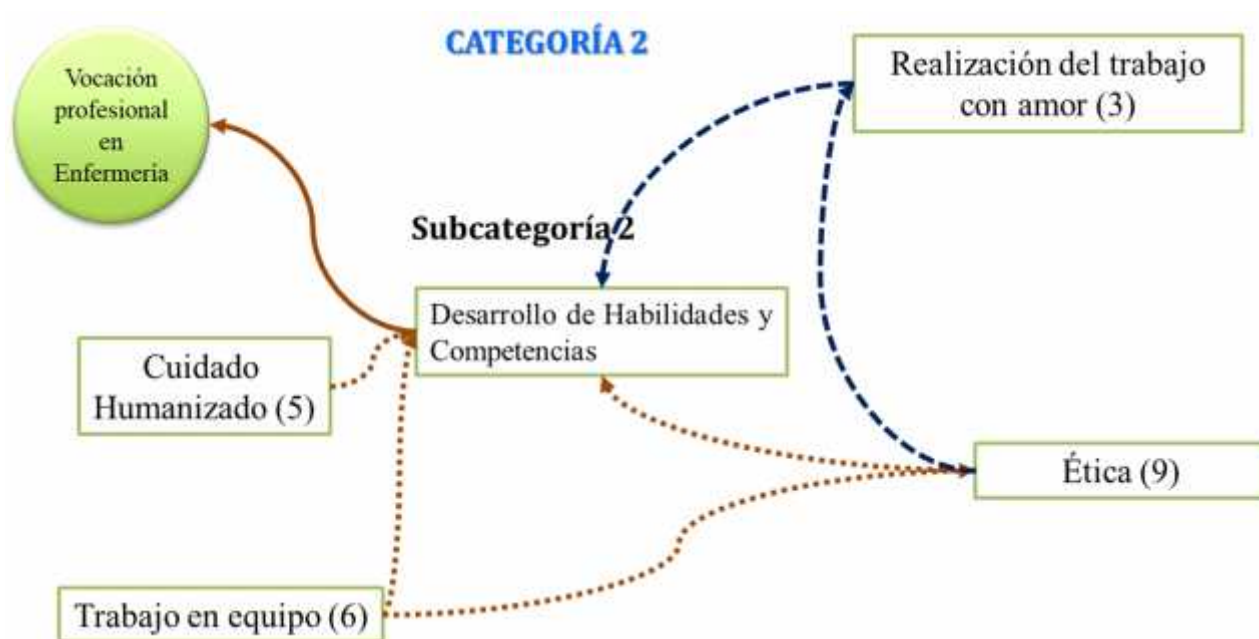 CATEGORÍA 2
Vocación
profesional
en
Enfermería
Realización del trabajo
con amor (3)
Subcategoría 2
Desarrollo de Habilidades y
Competencias
Cuidado
Humanizado (5)
Ética (9)
Trabajo en equipo (6)